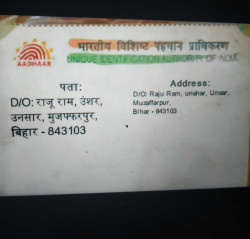 भारतीय विशिष्ट पहचान प्राधिकरण
UNIQUE IDENTIFICATION AUTHORITY OF INDIA
AADHAAR
पता:
D/O: राजू राम, उंशर,
उनसार, मुजफ्फरपुर,
बिहार - 843103
Address:
D/O: Raju Ram, unshar, Unsar,
Muzaffarpur,
Bihar - 843103